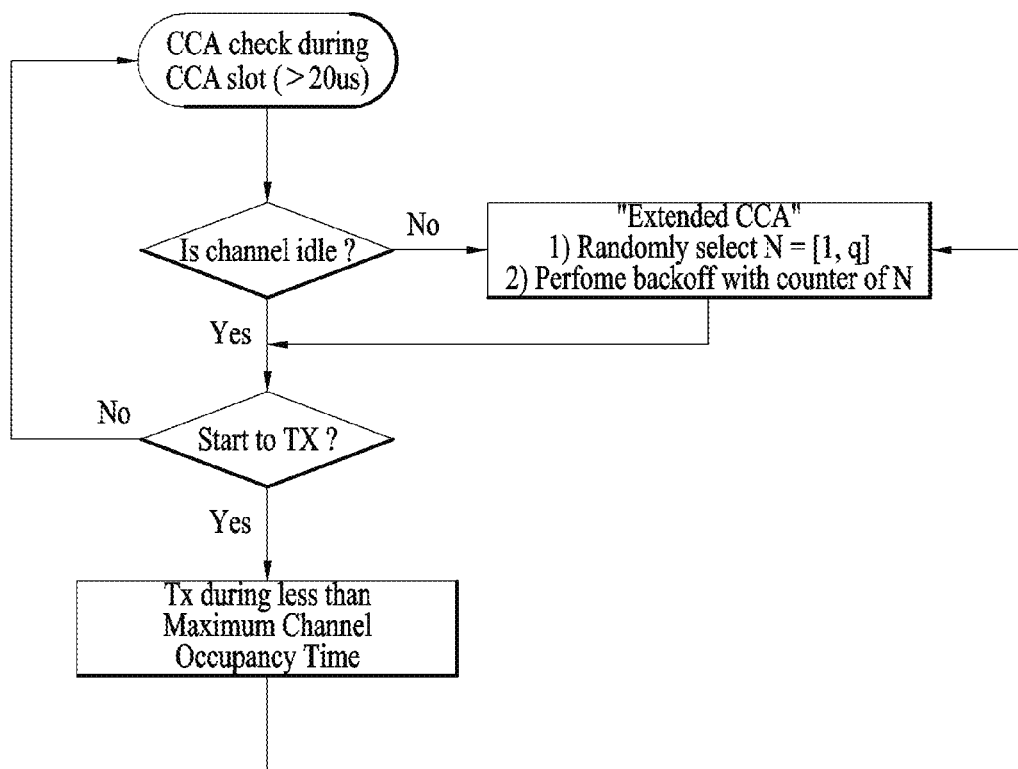 CCA check during
CCA slot (>20us)
Is channel idle ?
No
"Extended CCA"
1) Randomly select N = [1, q]
2) Perfome backoff with counter of N
Yes
No
Start to TX ?
Yes
Tx during less than
Maximum Channel
Occupancy Time